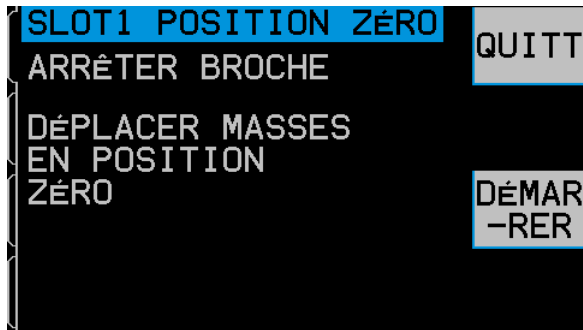 SLOT1 POSITION ZéRO
QUITT
ARRêTER BROCHE
DéPLACER MASSES
EN POSITION
ZéRO
DéMAR
-RER